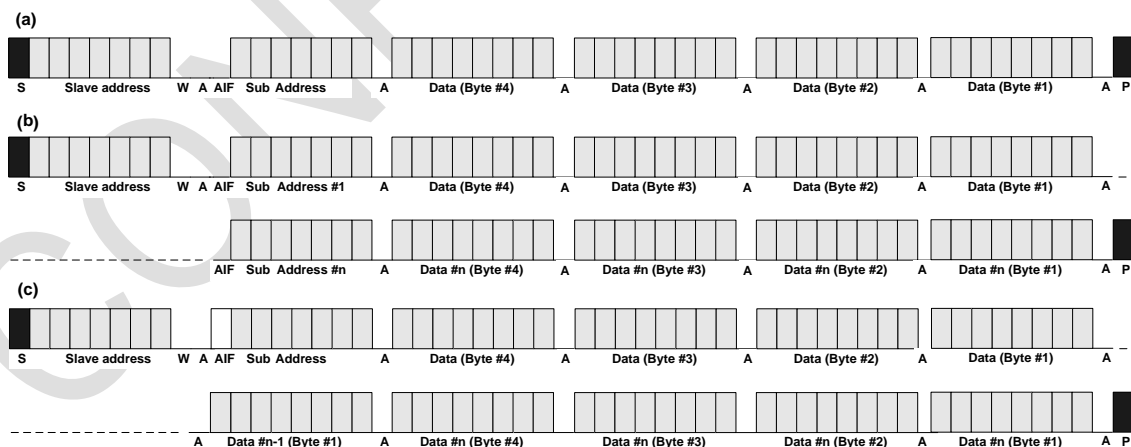 (a)
S Slave address W A AIF Sub Address A Data (Byte #4) A Data (Byte #3) A Data (Byte #2) A Data (Byte #1) A P
(b)
S Slave address W A AIF Sub Address #1 A Data (Byte #4) A Data (Byte #3) A Data (Byte #2) A Data (Byte #1) A
AIF Sub Address #n A Data #n (Byte #4) A Data #n (Byte #3) A Data #n (Byte #2) A Data #n (Byte #1) A P
(c)
S Slave address W A AIF Sub Address A Data (Byte #4) A Data (Byte #3) A Data (Byte #2) A Data (Byte #1) A
A Data #n-1 (Byte #1) A Data #n (Byte #4) A Data #n (Byte #3) A Data #n (Byte #2) A Data #n (Byte #1) A P